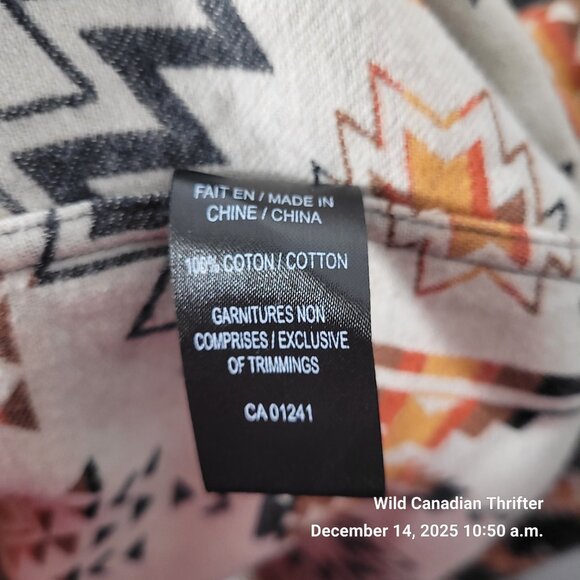 FAIT EN / MADE IN
CHINE / CHINA
100% COTON / COTTON
GARNITURES NON
COMPRISES / EXCLUSIVE
OF TRIMMINGS
CA 01241
Wild Canadian Thrifter
December 14, 2025 10:50 a.m.